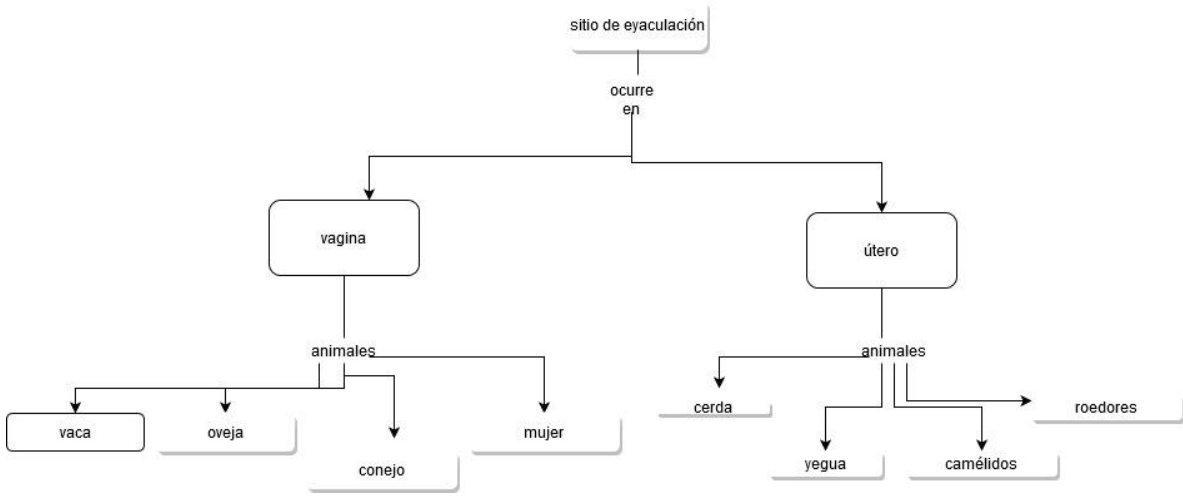 sitio de eyaculación
ocurre
en
vagina
útero
animales
animales
vaca
oveja
conejo
mujer
cerda
yegua
camélidos
roedores